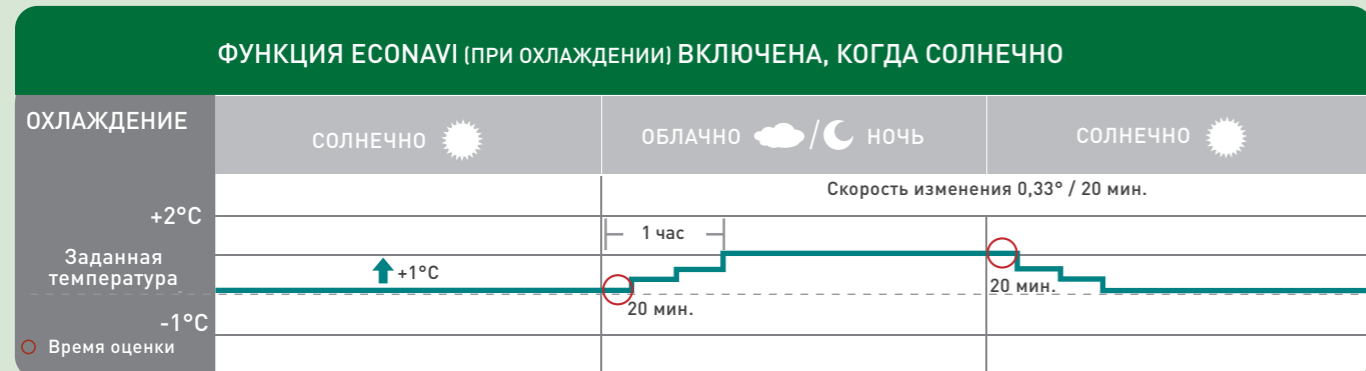 ФУНКЦИЯ ECONAVI (ПРИ ОХЛАЖДЕНИИ) ВКЛЮЧЕНА, КОГДА СОЛНЕЧНО
ОХЛАЖДЕНИЕ
СОЛНЕЧНО
ОБЛАЧНО / НОЧЬ
СОЛНЕЧНО
Скорость изменения 0,33° / 20 мин.
+2°C
1 час
Заданная
температура
+1°C
20 мин.
20 мин.
-1°C
Время оценки